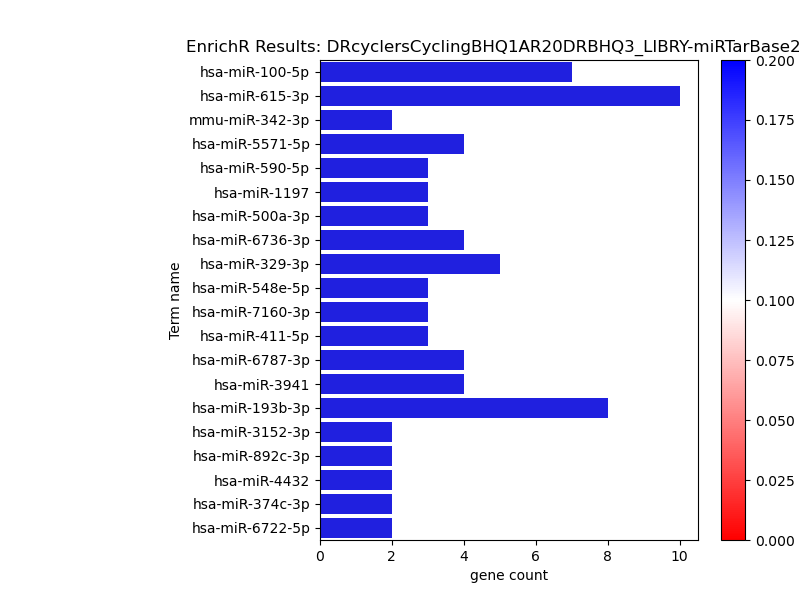 EnrichR Results: DRcyclersCyclingBHQ1AR20DRBHQ3_LIBRY-miRTarBase2
hsa-miR-100-5p
hsa-miR-615-3p
mmu-miR-342-3p
hsa-miR-5571-5p
hsa-miR-590-5p
hsa-miR-1197
hsa-miR-500a-3p
hsa-miR-6736-3p
hsa-miR-329-3p
hsa-miR-548e-5p
hsa-miR-7160-3p
hsa-miR-411-5p
hsa-miR-6787-3p
hsa-miR-3941
hsa-miR-193b-3p
hsa-miR-3152-3p
hsa-miR-892c-3p
hsa-miR-4432
hsa-miR-374c-3p
hsa-miR-6722-5p
Term name
0 2 4 6 8 10
gene count
0.200
0.175
0.150
0.125
0.100
0.075
0.050
0.025
0.000